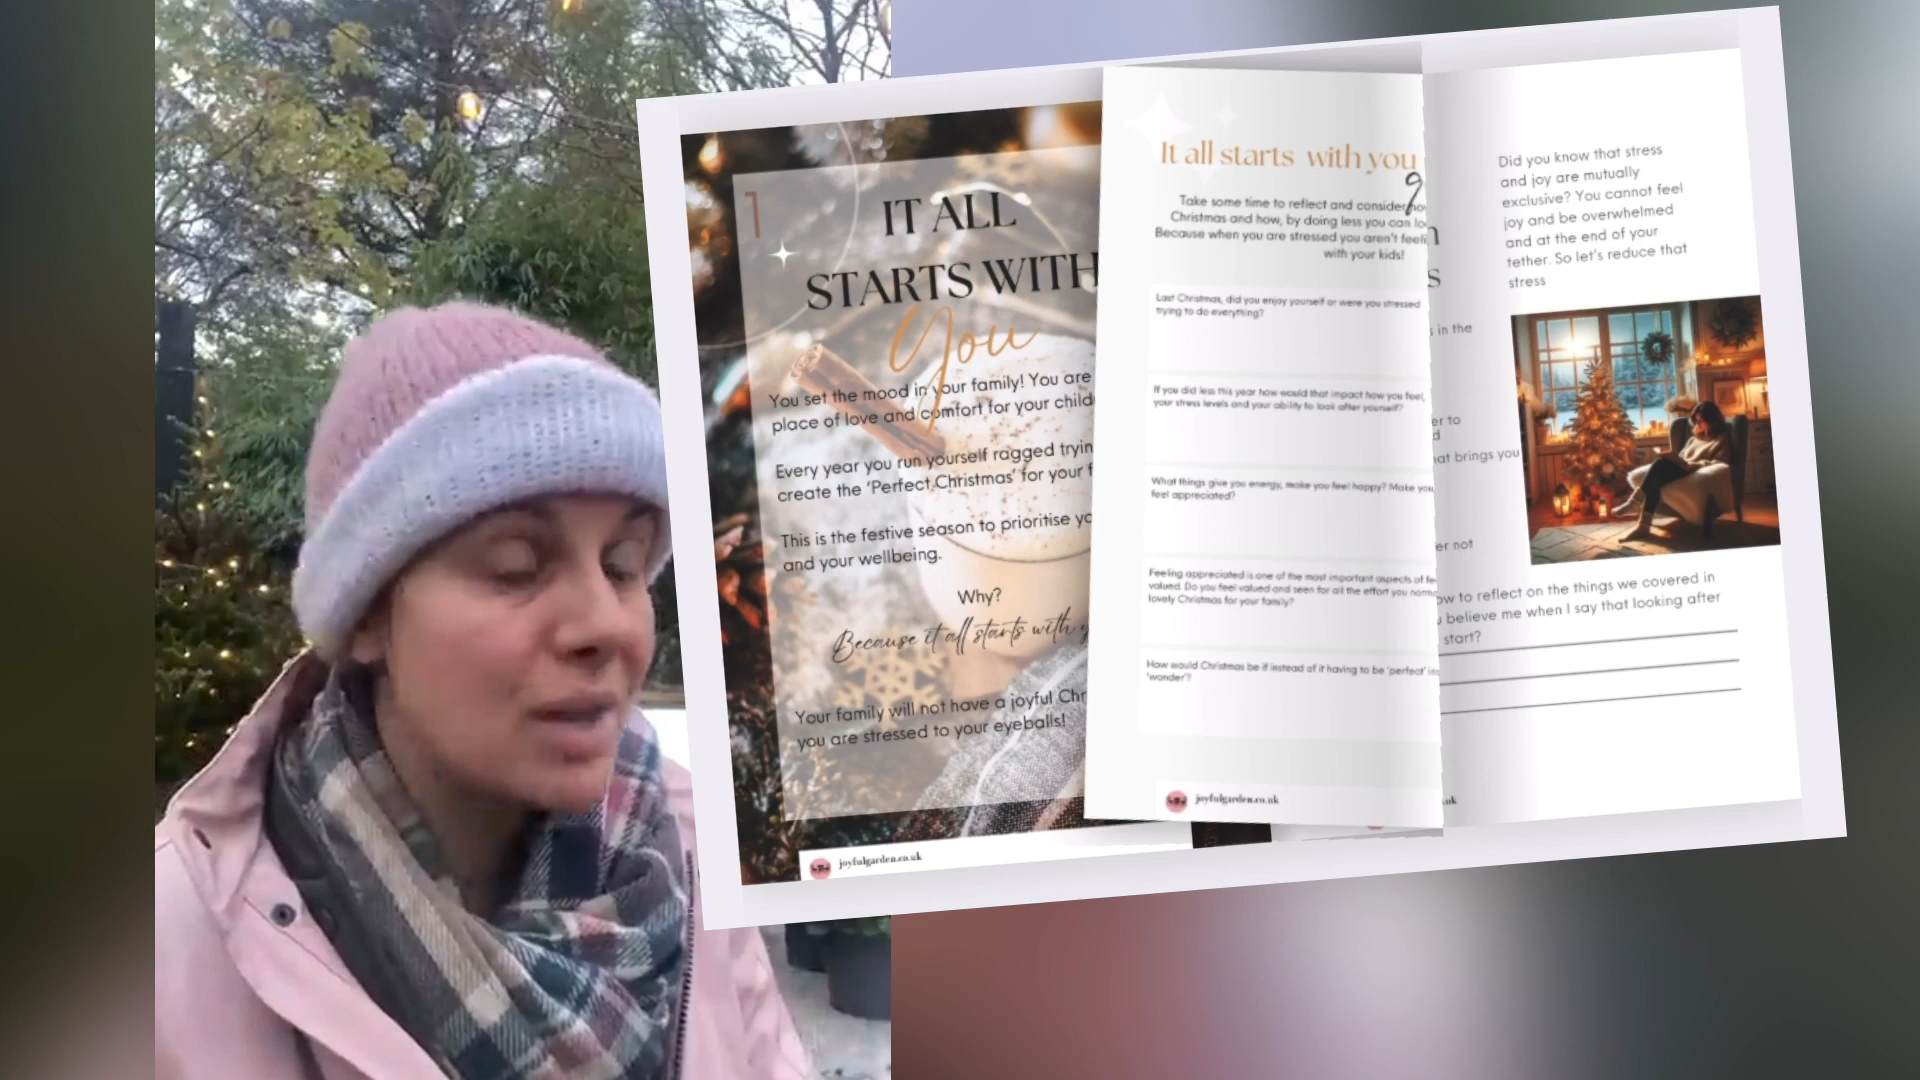 1
IT ALL
STARTS WITH
You
You set the mood in your family! You are
place of love and comfort for your child
Every year you run yourself ragged tryin
create the ‘Perfect Christmas’ for your f
This is the festive season to prioritise yo
and your wellbeing.
Why?
Because it all starts with y
Your family will not have a joyful Chr
you are stressed to your eyeballs!
joyfulgarden.co.uk
It all starts with you
Take some time to reflect and consider ho
Christmas and how, by doing less you can lo
Because when you are stressed you aren't feeli
with your kids!
Last Christmas, did you enjoy yourself or were you stressed
trying to do everything?
If you did less this year how would that impact how you feel,
your stress levels and your ability to look after yourself?
What things give you energy, make you feel happy? Make you
feel appreciated?
Feeling appreciated is one of the most important aspects of fe
valued. Do you feel valued and seen for all the effort you norma
lovely Christmas for your family?
How would Christmas be if instead of it having to be 'perfect' ins
'wonder'?
joyfulgarden.co.uk
Did you know that stress
and joy are mutually
exclusive? You cannot feel
joy and be overwhelmed
and at the end of your
tether. So let's reduce that
stress
s in the
er to
d
at brings you
er not
ow to reflect on the things we covered in
u believe me when I say that looking after
start?
.uk